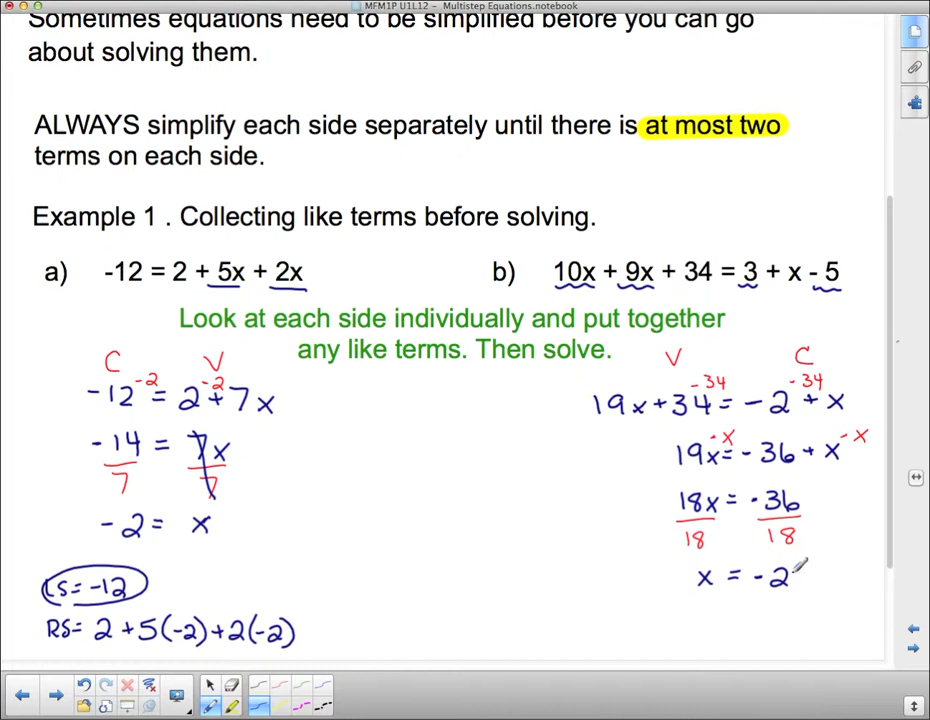 MFM1P U1L12 – Multistep Equations.notebook
Sometimes equations need to be simplified before you can go
about solving them.
ALWAYS simplify each side separately until there is at most two
terms on each side.
Example 1 . Collecting like terms before solving.
a) -12 = 2 + 5x + 2x
b) 10x + 9x + 34 = 3 + x - 5
Look at each side individually and put together
any like terms. Then solve.
C V
-12 -2 = 2 -2 + 7x
-14 = 7x
7 7
-2 = x
LS = -12
RS = 2 + 5(-2) + 2(-2)
V C
19x + 34 -34 = -2 -34 + x
19x -x = -36 + x -x
18x = -36
18 18
x = -2